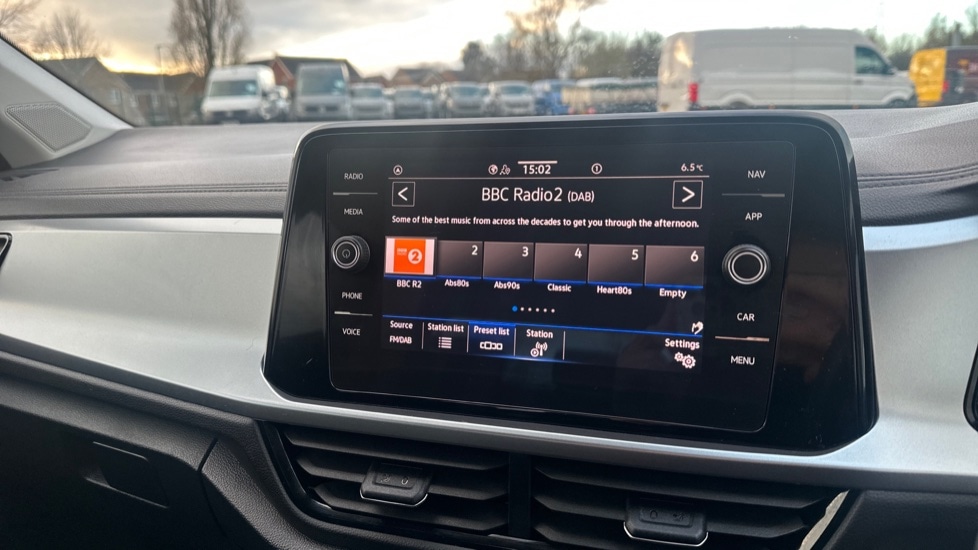 RADIO
MEDIA
PHONE
VOICE
15:02
6.5 °C
BBC Radio2 (DAB)
Some of the best music from across the decades to get you through the afternoon.
2
BBC R2
2
Abs80s
3
Abs90s
4
Classic
5
Heart80s
6
Empty
Source
FM/DAB
Station list
Preset list
Station
Settings
NAV
APP
CAR
MENU